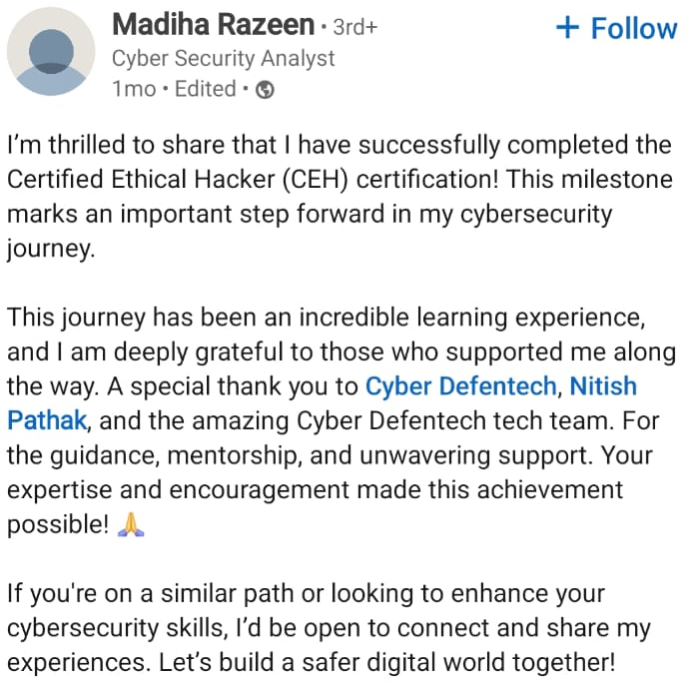 Madiha Razeen • 3rd+
+ Follow
Cyber Security Analyst
1mo • Edited •
I’m thrilled to share that I have successfully completed the
Certified Ethical Hacker (CEH) certification! This milestone
marks an important step forward in my cybersecurity
journey.
This journey has been an incredible learning experience,
and I am deeply grateful to those who supported me along
the way. A special thank you to Cyber Defentech, Nitish
Pathak, and the amazing Cyber Defentech tech team. For
the guidance, mentorship, and unwavering support. Your
expertise and encouragement made this achievement
possible! 🙏
If you're on a similar path or looking to enhance your
cybersecurity skills, I’d be open to connect and share my
experiences. Let’s build a safer digital world together!